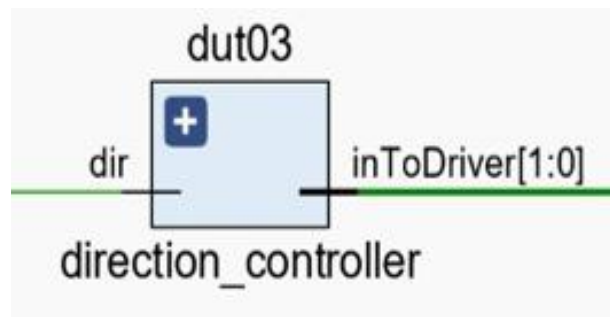 dut03
+
dir
inToDriver[1:0]
direction_controller